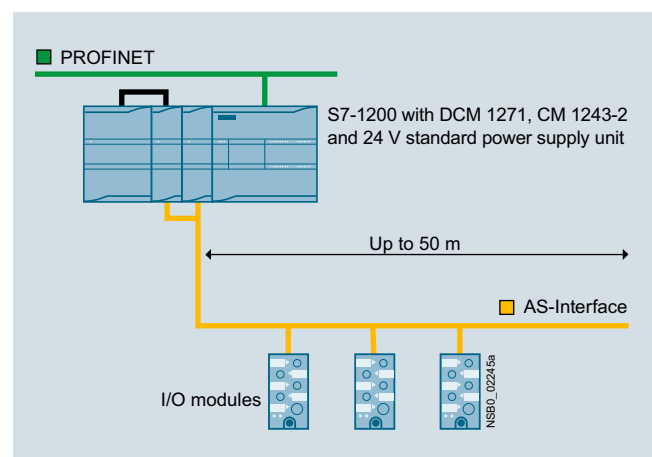 PROFINET
S7-1200 with DCM 1271, CM 1243-2
and 24 V standard power supply unit
Up to 50 m
AS-Interface
I/O modules
NSB0_02245a